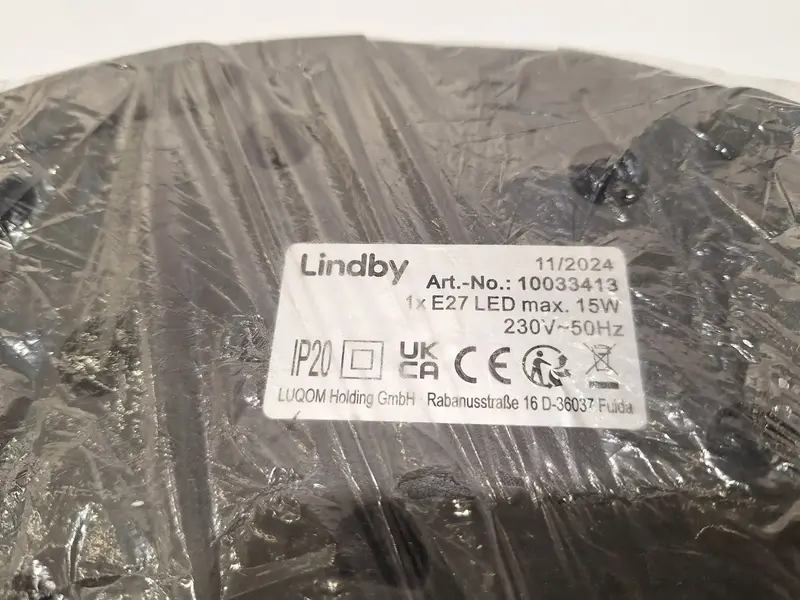 Lindby
11/2024
Art.-No.: 10033413
1x E27 LED max. 15W
230V~50Hz
IP20 UK CA CE
LUQOM Holding GmbH · Rabanusstraße 16 D-36037 Fulda